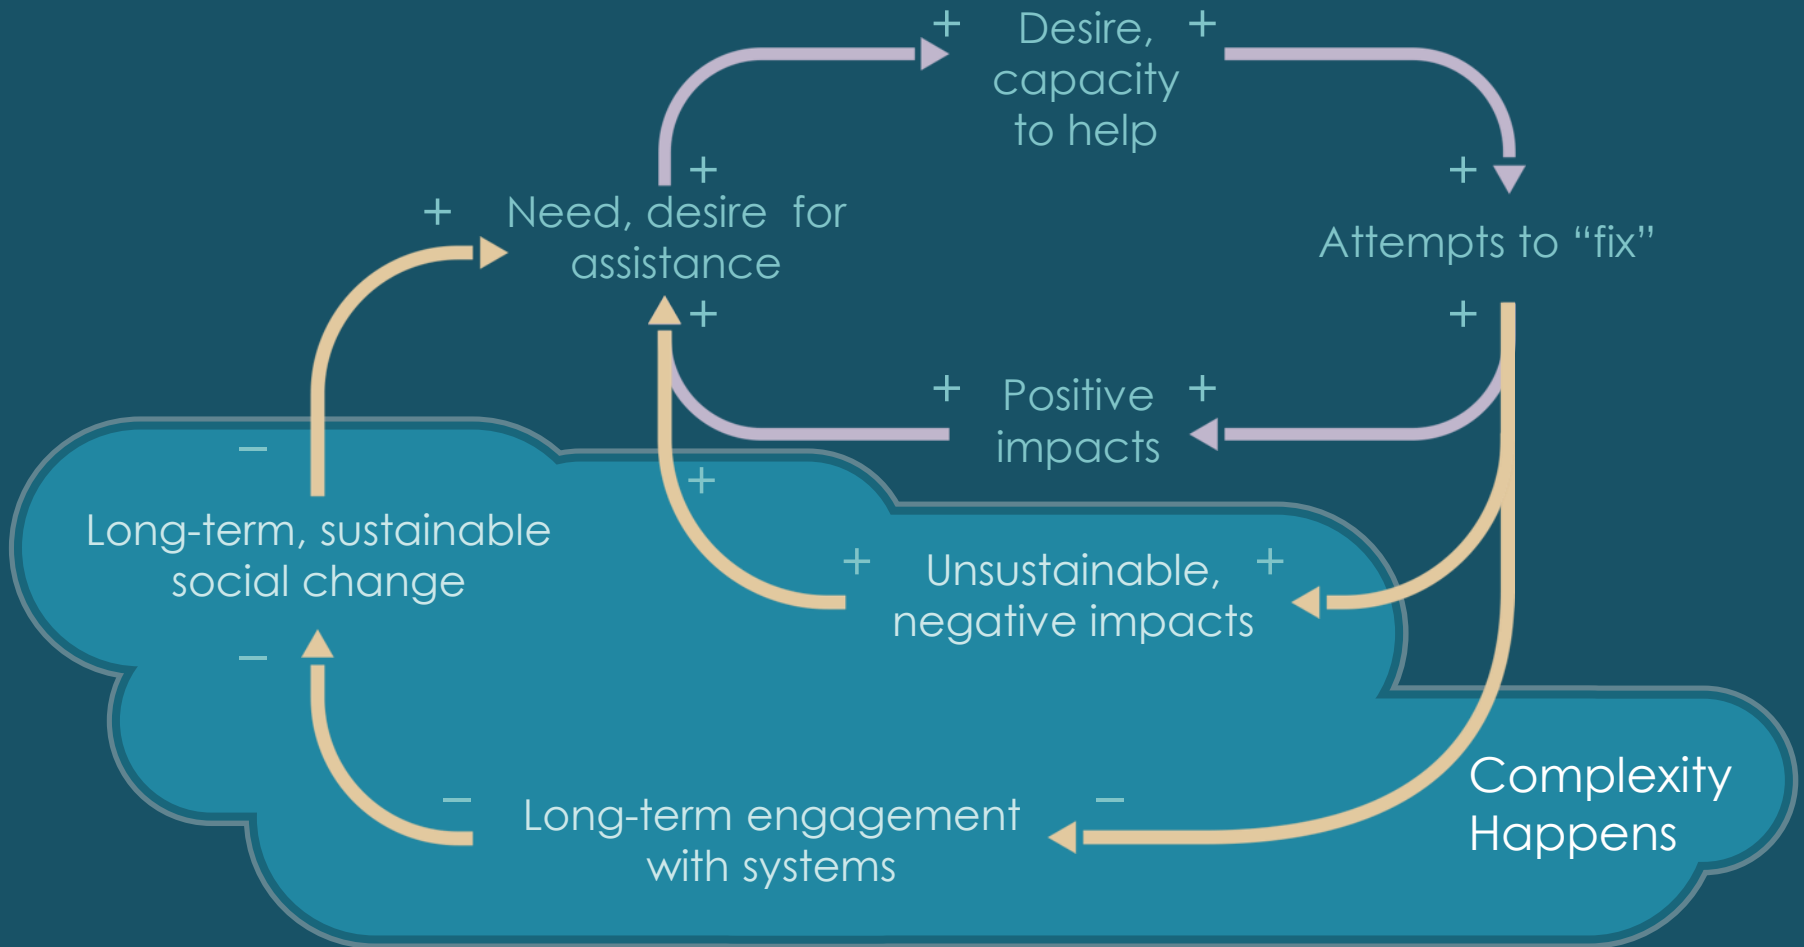 + Desire, +
capacity
to help
+
+
+ Need, desire  for
assistance
Attempts to “fix”
+
+
+ Positive +
impacts
–
+
Long-term, sustainable
social change
+ Unsustainable, +
negative impacts
–
– Long-term engagement –
with systems
Complexity
Happens